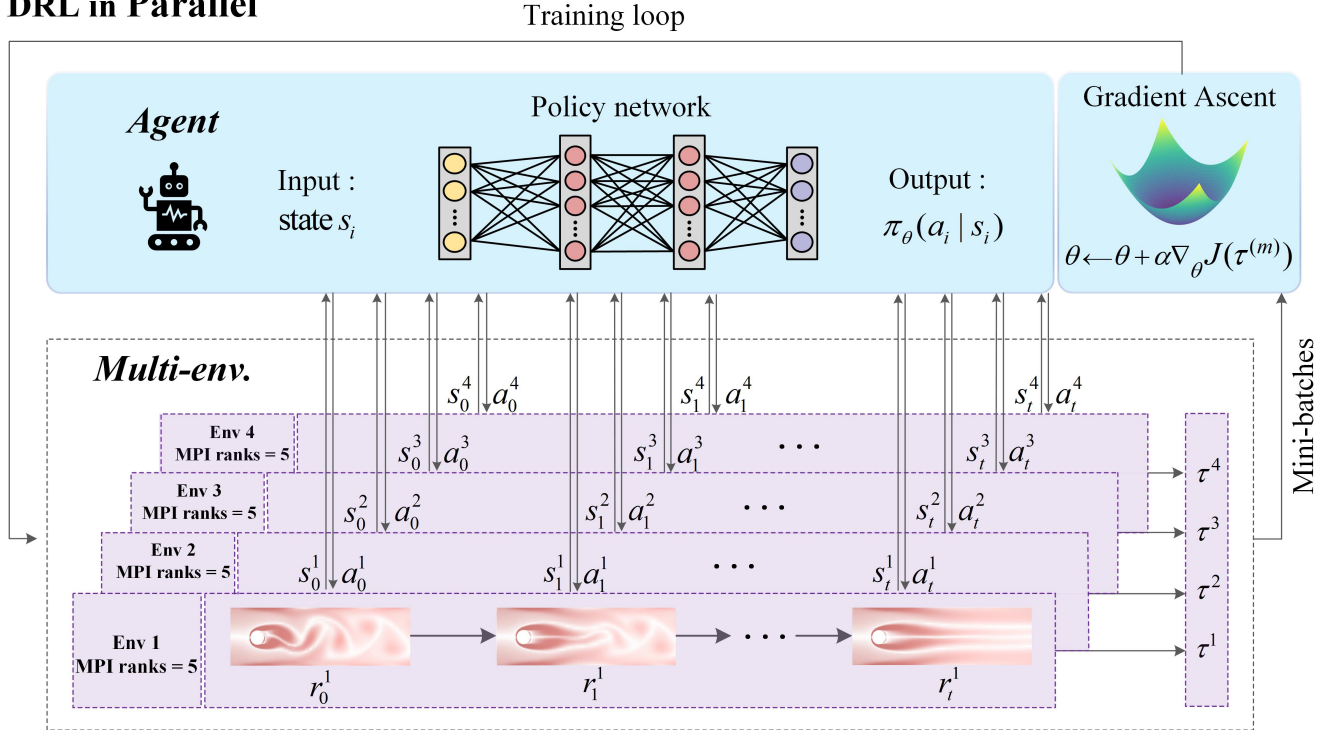 DRL in Parallel
Training loop
Agent
Policy network
Gradient Ascent
Input :
state s_i
Output :
π_θ(a_i | s_i)
θ←θ+α∇_θ J(τ^(m))
Multi-env.
Mini-batches
s_0^4 a_0^4 s_1^4 a_1^4 s_t^4 a_t^4
Env 4
MPI ranks = 5
s_0^3 a_0^3 s_1^3 a_1^3 ... s_t^3 a_t^3
τ^4
Env 3
MPI ranks = 5
s_0^2 a_0^2 s_1^2 a_1^2 ... s_t^2 a_t^2
τ^3
Env 2
MPI ranks = 5
s_0^1 a_0^1 s_1^1 a_1^1 ... s_t^1 a_t^1
τ^2
Env 1
MPI ranks = 5
...
τ^1
r_0^1 r_1^1 r_t^1